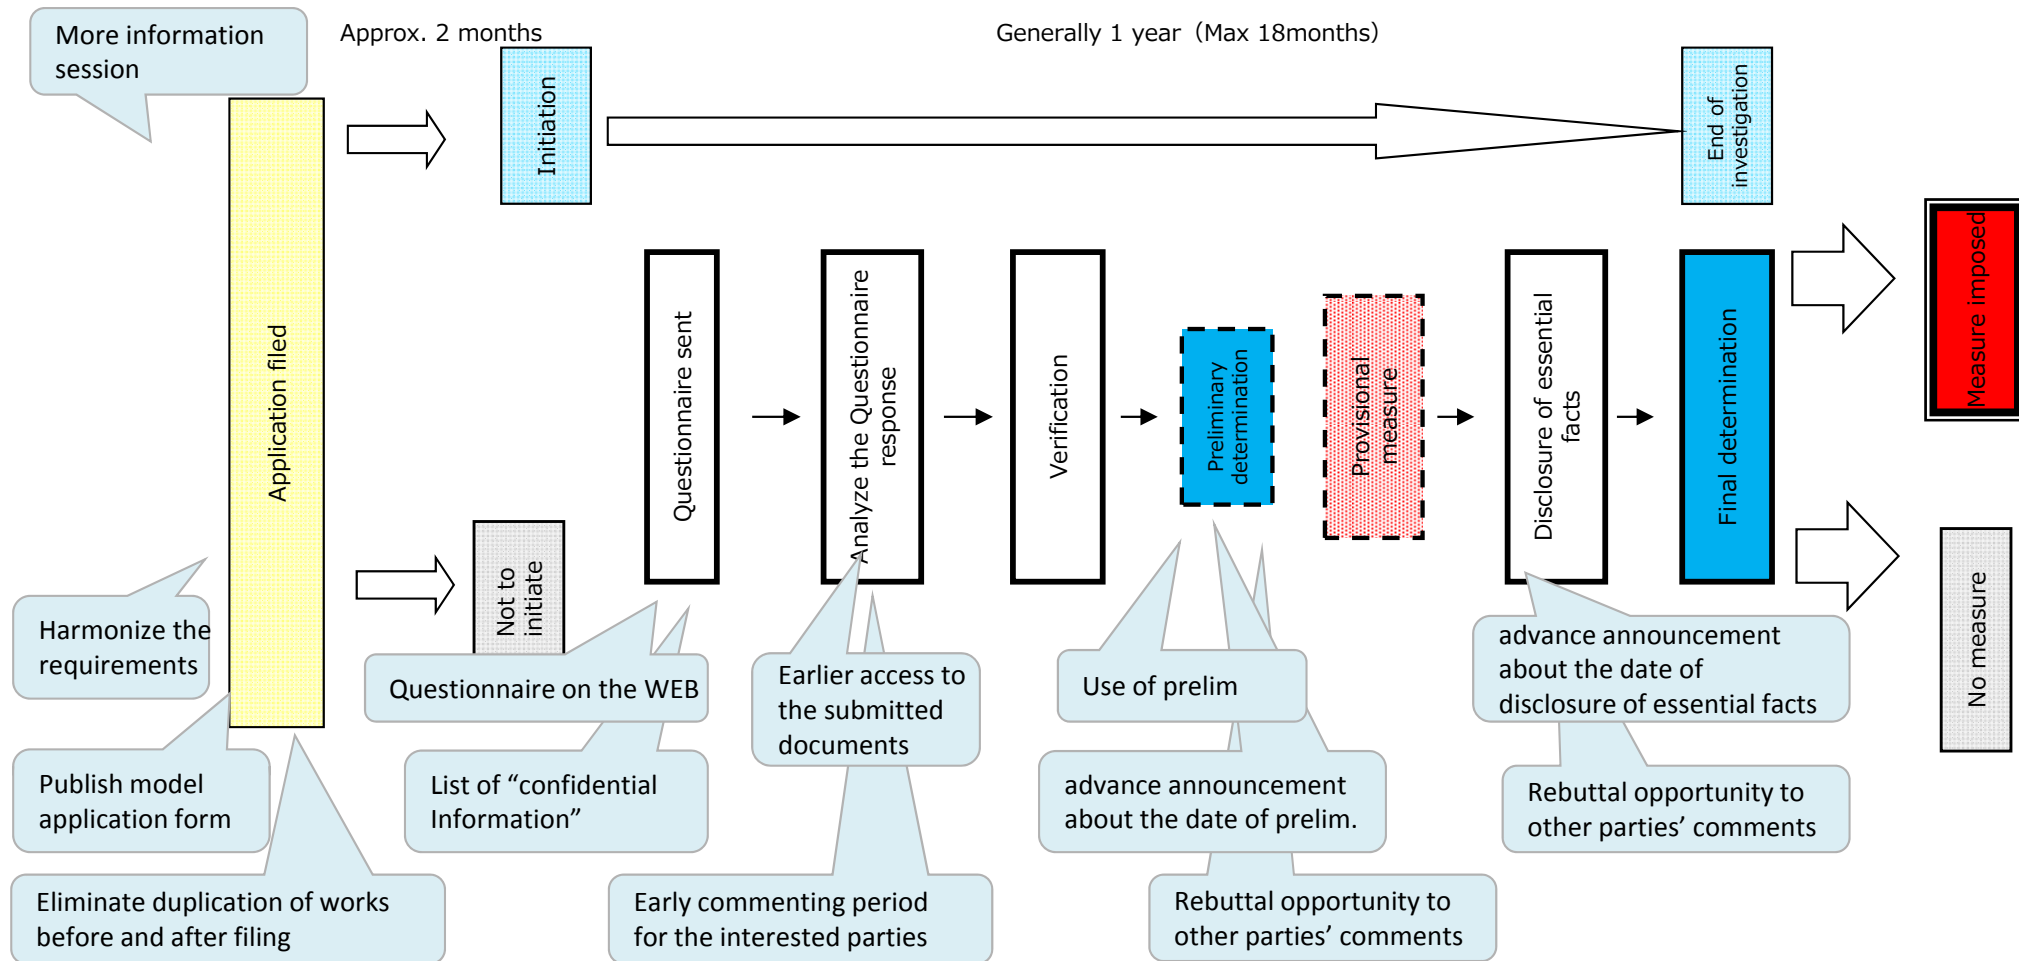 More information
session
Approx. 2 months
Generally 1 year（Max 18months）
Initiation
End of
investigation
Application filed
Not to
initiate
Questionnaire sent
Analyze the Questionnaire
response
Verification
Preliminary
determination
Provisional
measure
Disclosure of essential
facts
Final determination
Measure imposed
No measure
Harmonize the
requirements
Publish model
application form
Eliminate duplication of works
before and after filing
Questionnaire on the WEB
List of “confidential
Information”
Earlier access to
the submitted
documents
Early commenting period
for the interested parties
Use of prelim
advance announcement
about the date of prelim.
Rebuttal opportunity to
other parties’ comments
advance announcement
about the date of
disclosure of essential facts
Rebuttal opportunity to
other parties’ comments